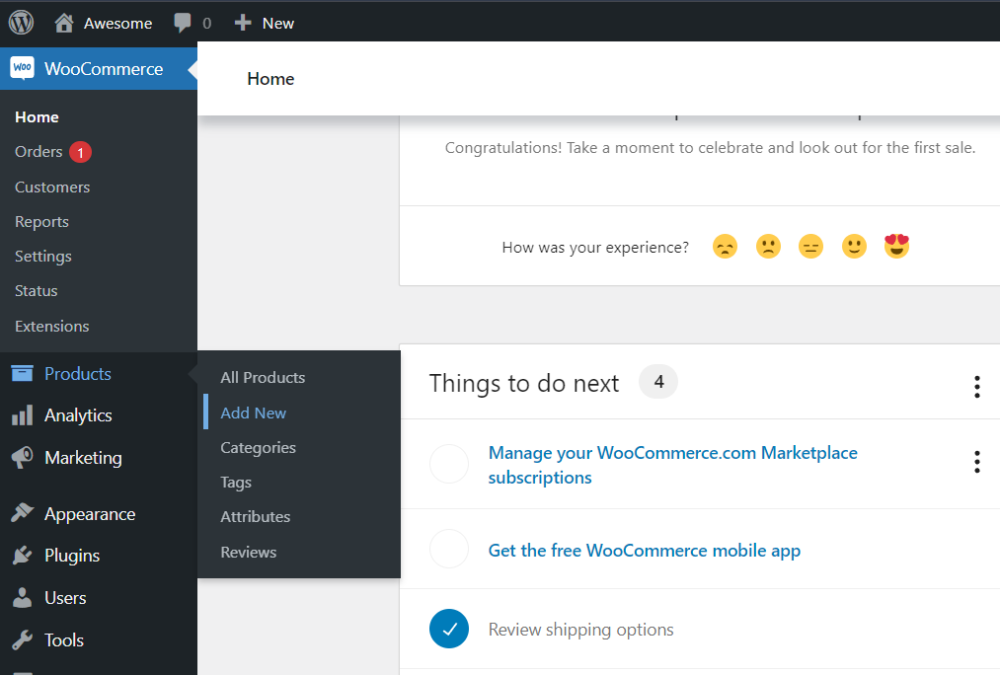 Awesome 0 New
WOO WooCommerce
Home
Home
Orders 1
Customers
Reports
Settings
Status
Extensions
Products
Analytics
Marketing
Appearance
Plugins
Users
Tools
All Products
Add New
Categories
Tags
Attributes
Reviews
Congratulations! Take a moment to celebrate and look out for the first sale.
How was your experience?
Things to do next 4
Manage your WooCommerce.com Marketplace
subscriptions
Get the free WooCommerce mobile app
Review shipping options